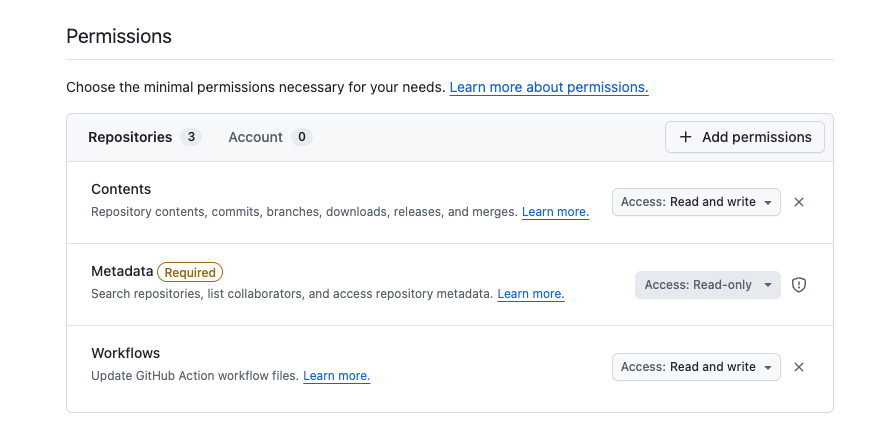 Permissions
Choose the minimal permissions necessary for your needs. Learn more about permissions.
Repositories 3 Account 0 + Add permissions
Contents
Repository contents, commits, branches, downloads, releases, and merges. Learn more.
Access: Read and write
Metadata Required
Search repositories, list collaborators, and access repository metadata. Learn more.
Access: Read-only
Workflows
Update GitHub Action workflow files. Learn more.
Access: Read and write